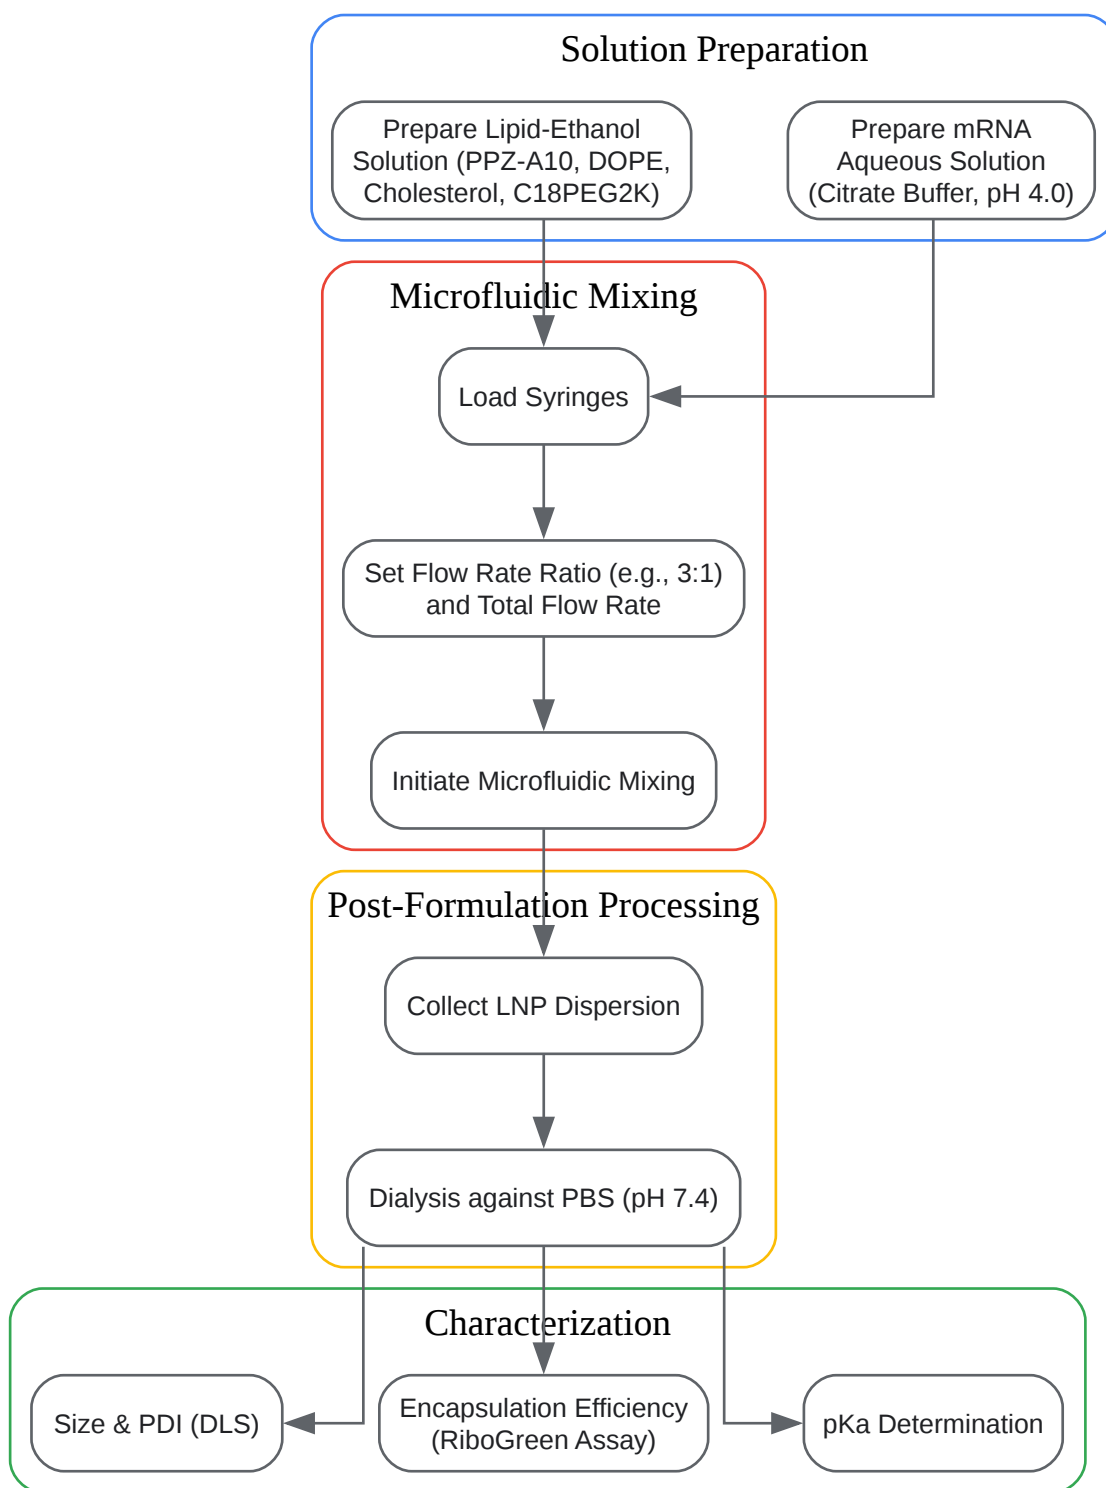 Solution Preparation
Prepare Lipid-Ethanol
Solution (PPZ-A10, DOPE,
Cholesterol, C18PEG2K)
Prepare mRNA
Aqueous Solution
(Citrate Buffer, pH 4.0)
Microfluidic Mixing
Load Syringes
Set Flow Rate Ratio (e.g., 3:1)
and Total Flow Rate
Initiate Microfluidic Mixing
Post-Formulation Processing
Collect LNP Dispersion
Dialysis against PBS (pH 7.4)
Characterization
Size & PDI (DLS)
Encapsulation Efficiency
(RiboGreen Assay)
pKa Determination